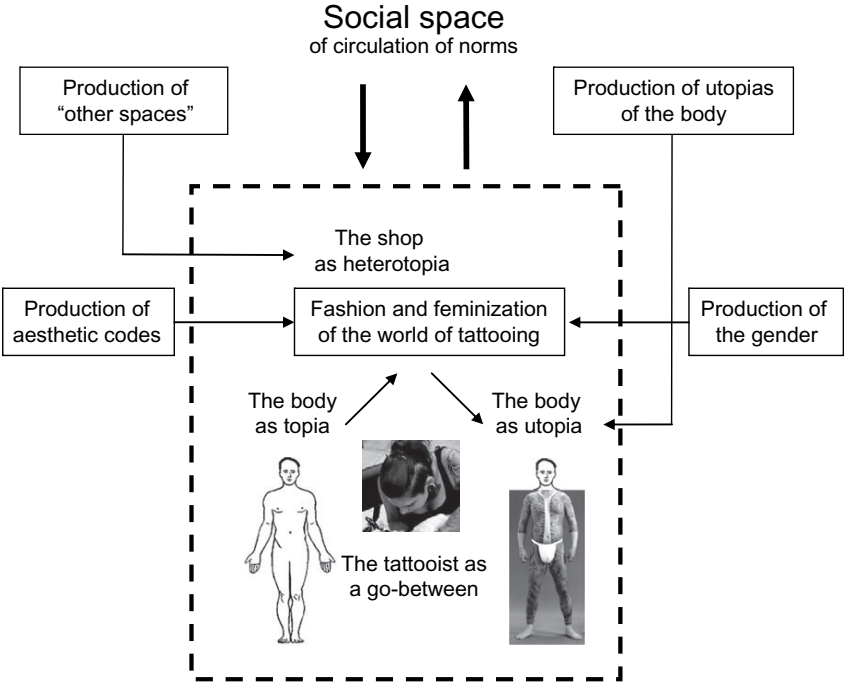 Social space
of circulation of norms
Production of
“other spaces”
Production of utopias
of the body
The shop
as heterotopia
Production of
aesthetic codes
Fashion and feminization
of the world of tattooing
Production of
the gender
The body
as topia
The body
as utopia
The tattooist as
a go-between